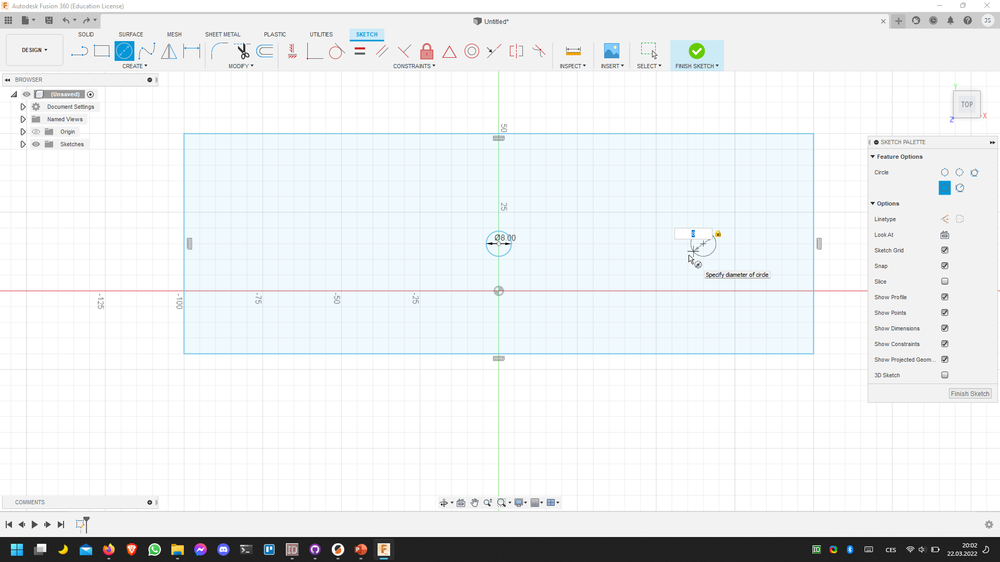 Autodesk Fusion 360 (Education License)
Untitled*
JS
DESIGN
SOLID
SURFACE
MESH
SHEET METAL
PLASTIC
UTILITIES
SKETCH
CREATE
MODIFY
CONSTRAINTS
INSPECT
INSERT
SELECT
FINISH SKETCH
BROWSER
(Unsaved)
Document Settings
Named Views
Origin
Sketches
50
25
-125
-100
-75
-50
-25
Ø8.00
8
Specify diameter of circle
Y
TOP
X
Z
SKETCH PALETTE
Feature Options
Circle
Options
Linetype
Look At
Sketch Grid
Snap
Slice
Show Profile
Show Points
Show Dimensions
Show Constraints
Show Projected Geom...
3D Sketch
Finish Sketch
COMMENTS
ID
ID
CES
20:02
22.03.2022